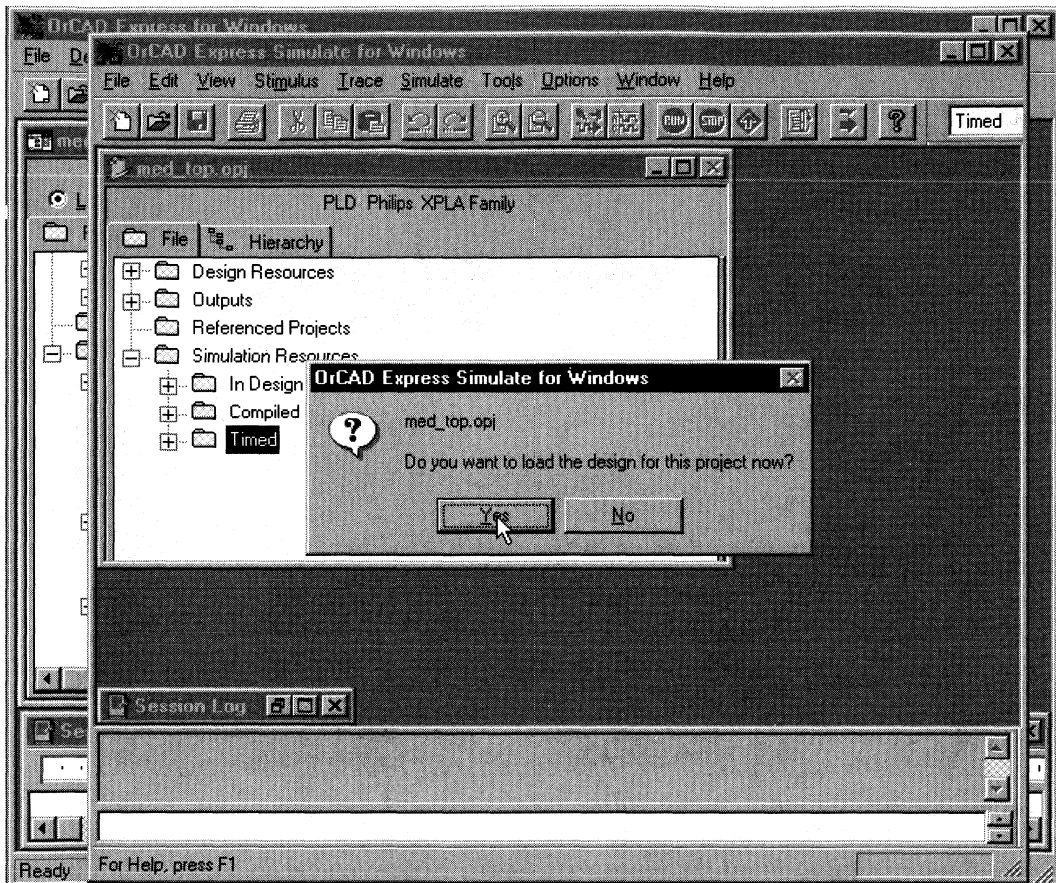 OrCAD Express for Windows
File
OrCAD Express Simulate for Windows
File Edit View Stimulus Trace Simulate Tools Options Window Help
RUN STOP Timed
med_top.opj
PLD Philips XPLA Family
File Hierarchy
Design Resources
Outputs
Referenced Projects
Simulation Resources
In Design
Compiled
Timed
OrCAD Express Simulate for Windows
med_top.opj
Do you want to load the design for this project now?
Yes No
Session Log
For Help, press F1
Ready